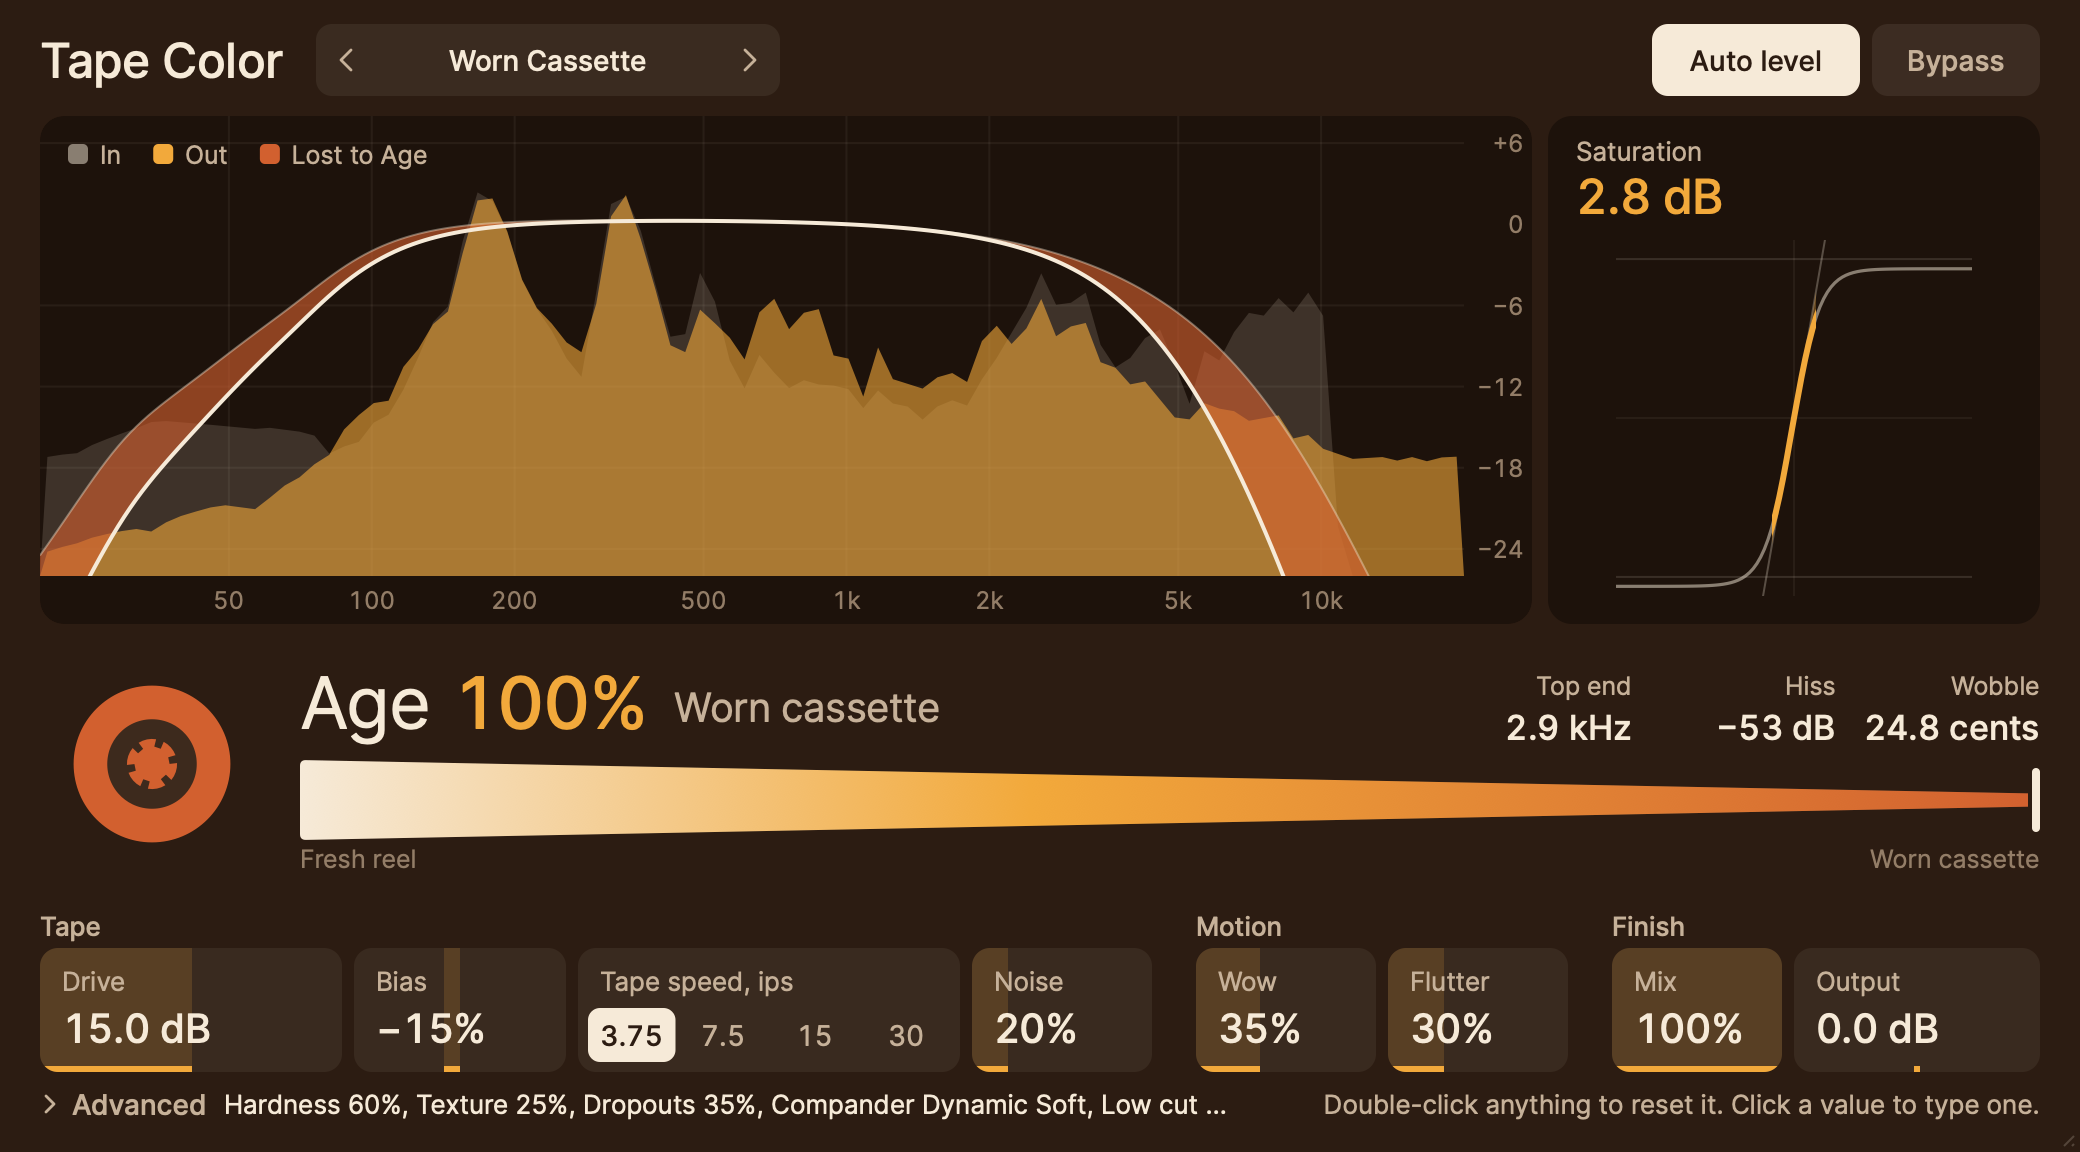 Tape Color
Worn Cassette
Auto level
Bypass
In
Out
Lost to Age
+6
0
−6
−12
−18
−24
50
100
200
500
1k
2k
5k
10k
Saturation
2.8 dB
Age 100% Worn cassette
Top end
2.9 kHz
Hiss
−53 dB
Wobble
24.8 cents
Fresh reel
Worn cassette
Tape
Drive
15.0 dB
Bias
−15%
Tape speed, ips
3.75 7.5 15 30
Noise
20%
Motion
Wow
35%
Flutter
30%
Finish
Mix
100%
Output
0.0 dB
Advanced Hardness 60%, Texture 25%, Dropouts 35%, Compander Dynamic Soft, Low cut ...
Double-click anything to reset it. Click a value to type one.